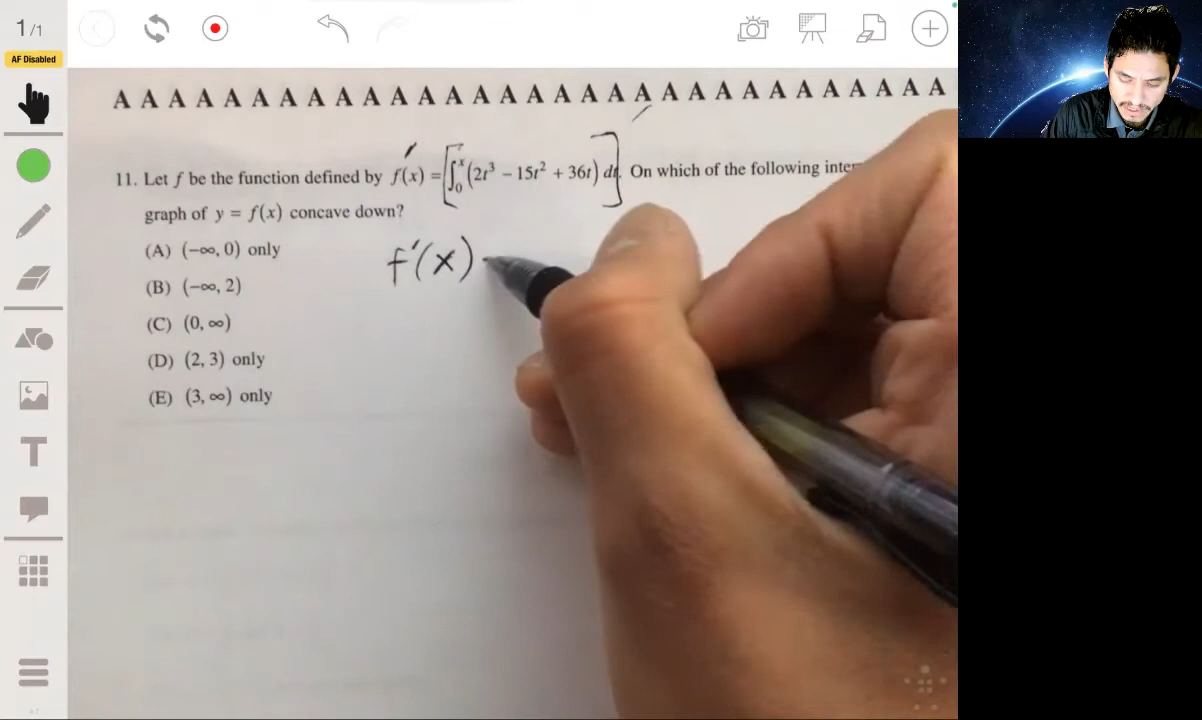 1/1
AF Disabled
A A A A A A A A A A A A A A A A A A A A A A A A A A A A A A A
11. Let f be the function defined by f(x) = ∫₀ˣ (2t³ − 15t² + 36t) dt. On which of the following
graph of y = f(x) concave down?
(A) (−∞, 0) only
(B) (−∞, 2)
(C) (0, ∞)
(D) (2, 3) only
(E) (3, ∞) only
f'(x)
T